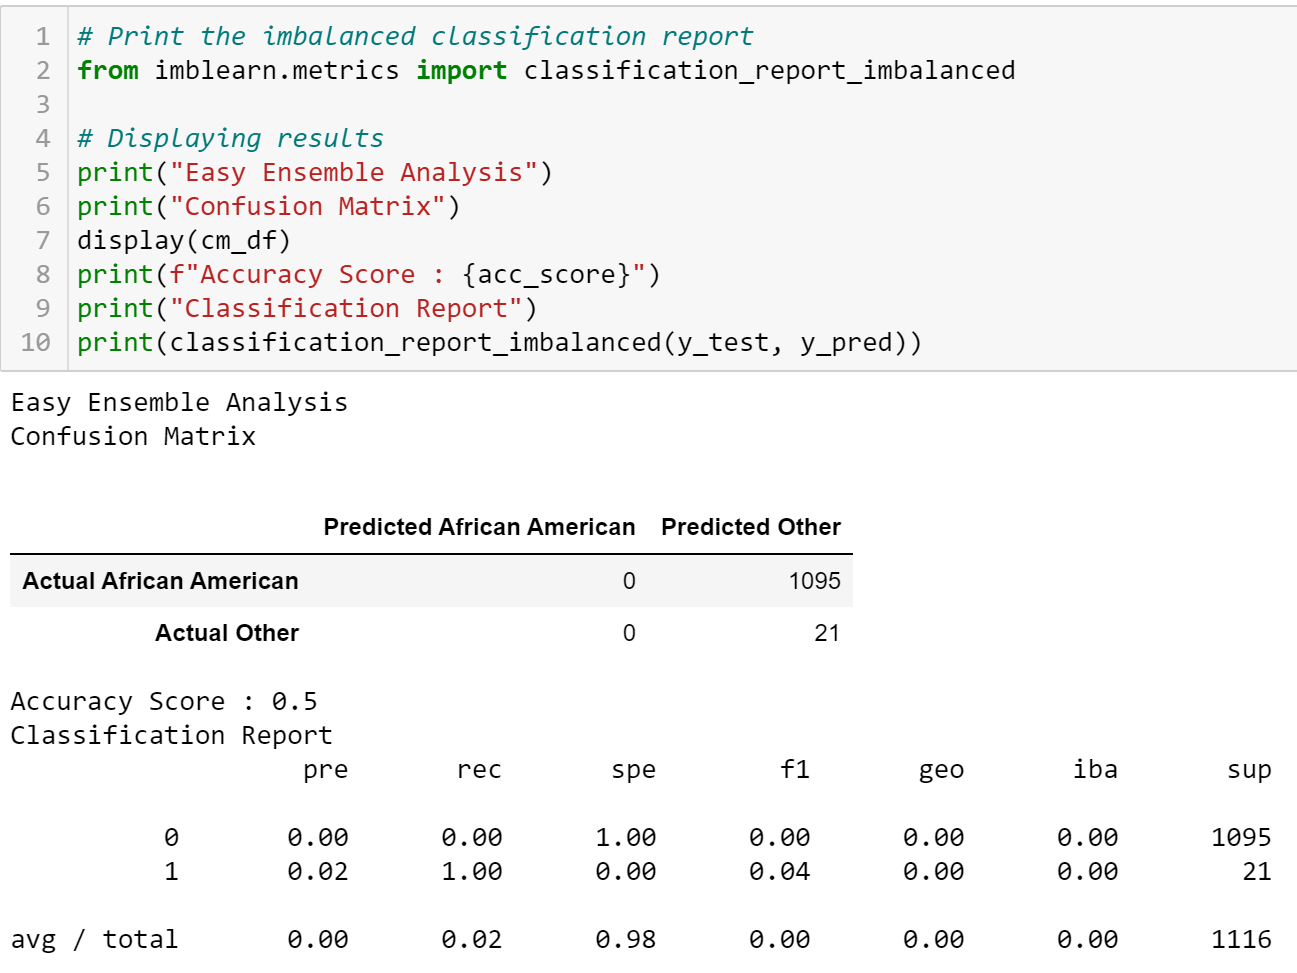 1 # Print the imbalanced classification report
2 from imblearn.metrics import classification_report_imbalanced
3
4 # Displaying results
5 print("Easy Ensemble Analysis")
6 print("Confusion Matrix")
7 display(cm_df)
8 print(f"Accuracy Score : {acc_score}")
9 print("Classification Report")
10 print(classification_report_imbalanced(y_test, y_pred))
Easy Ensemble Analysis
Confusion Matrix
Predicted African American Predicted Other
Actual African American 0 1095
Actual Other 0 21
Accuracy Score : 0.5
Classification Report
pre rec spe f1 geo iba sup
0 0.00 0.00 1.00 0.00 0.00 0.00 1095
1 0.02 1.00 0.00 0.04 0.00 0.00 21
avg / total 0.00 0.02 0.98 0.00 0.00 0.00 1116